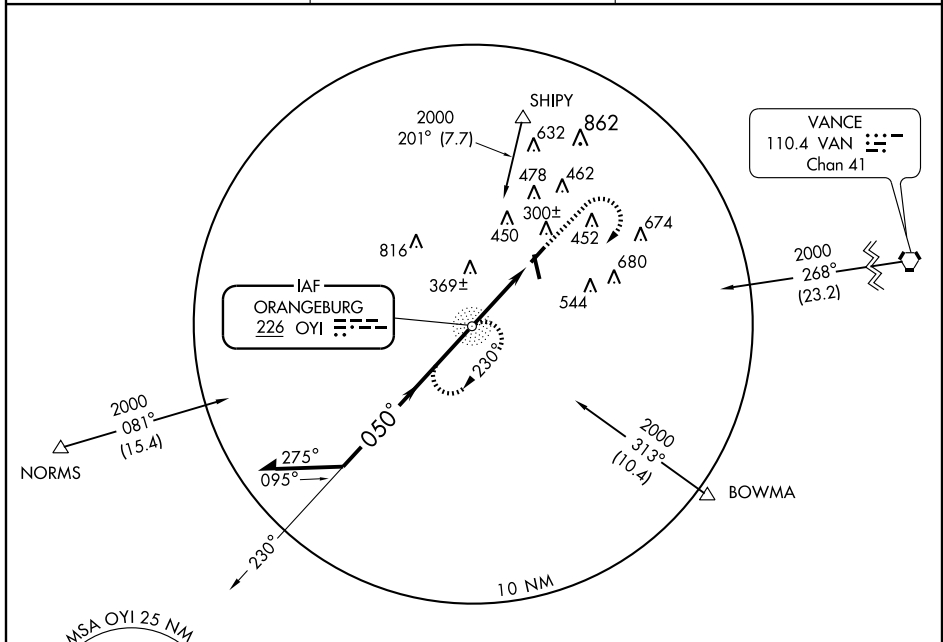 SHIPY
2000
201° (7.7)
632
862
478
462
300±
450
452
674
816
369±
680
544
VANCE
110.4 VAN
Chan 41
2000
268°
(23.2)
IAF
ORANGEBURG
226 OYI
230°
2000
081°
(15.4)
NORMS
050°
275°
095°
230°
2000
313°
(10.4)
BOWMA
10 NM
MSA OYI 25 NM